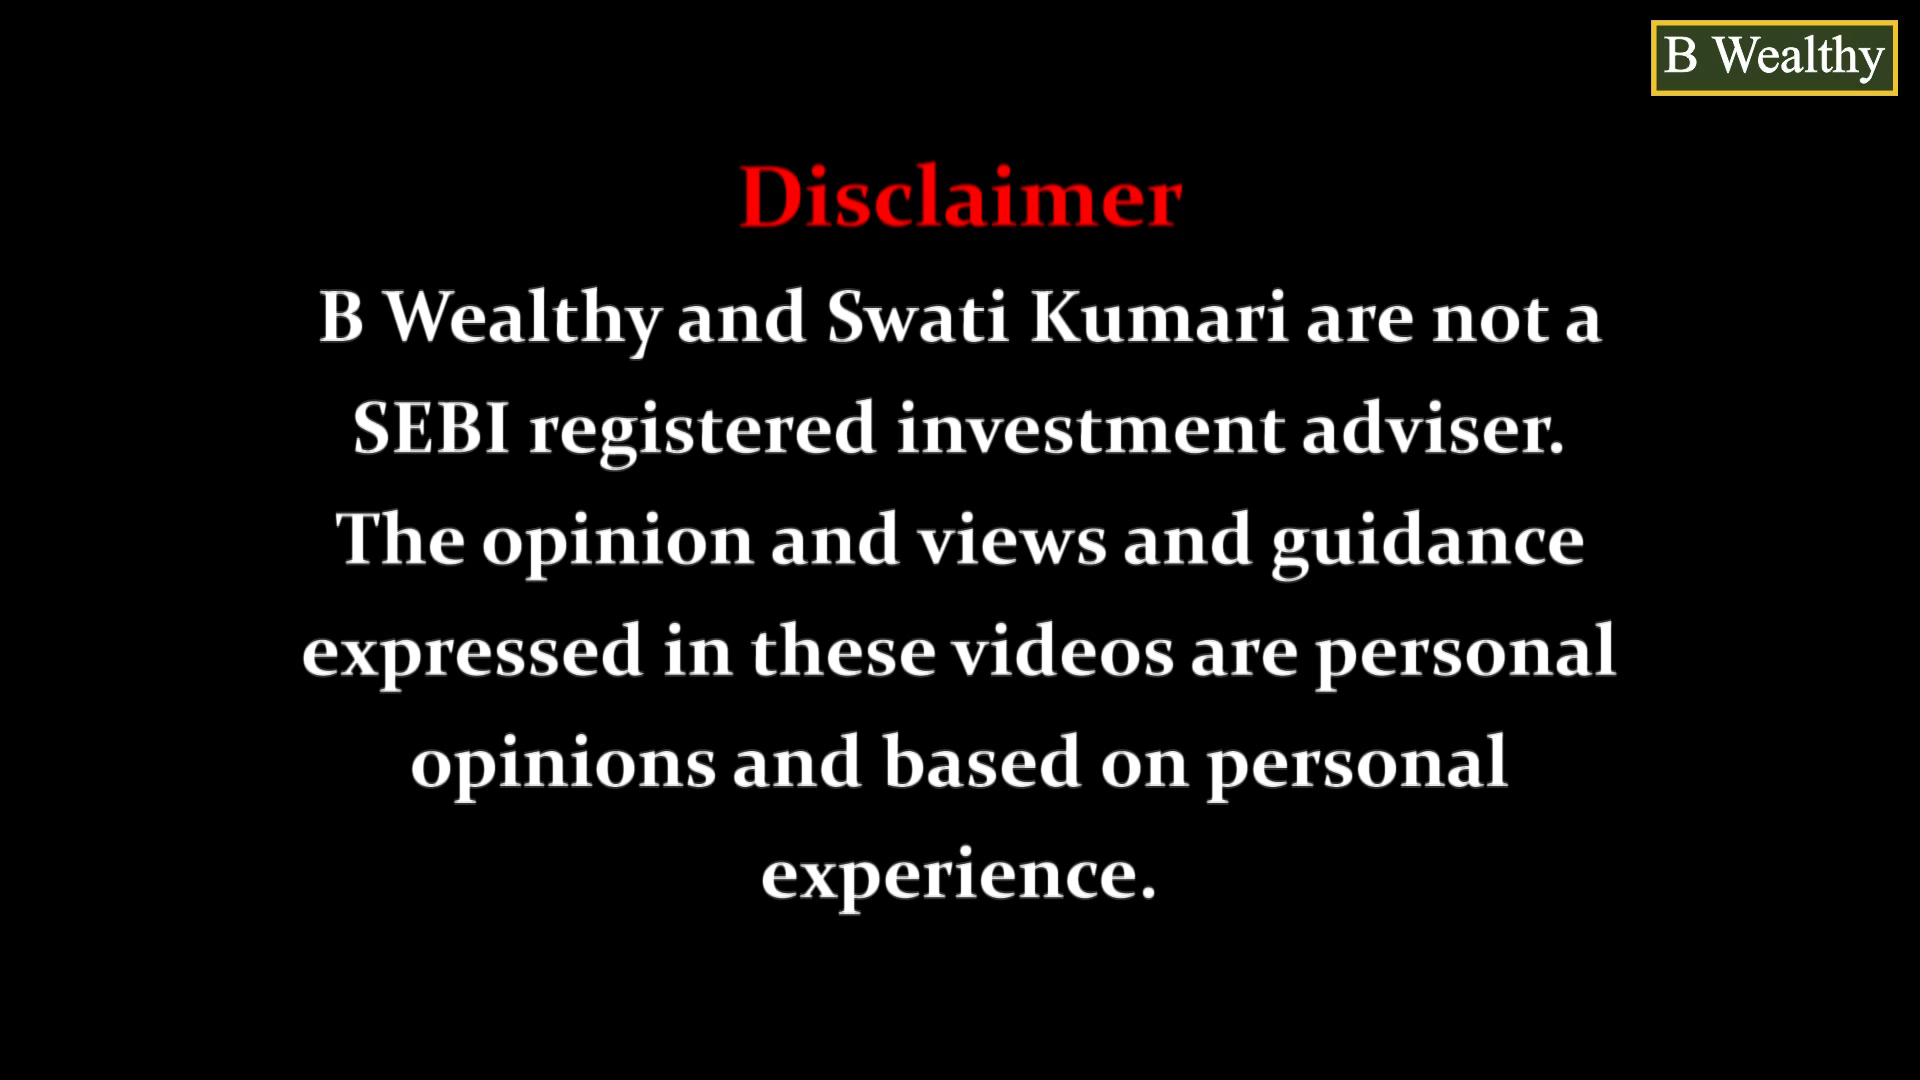 B Wealthy
Disclaimer
B Wealthy and Swati Kumari are not a
SEBI registered investment adviser.
The opinion and views and guidance
expressed in these videos are personal
opinions and based on personal
experience.